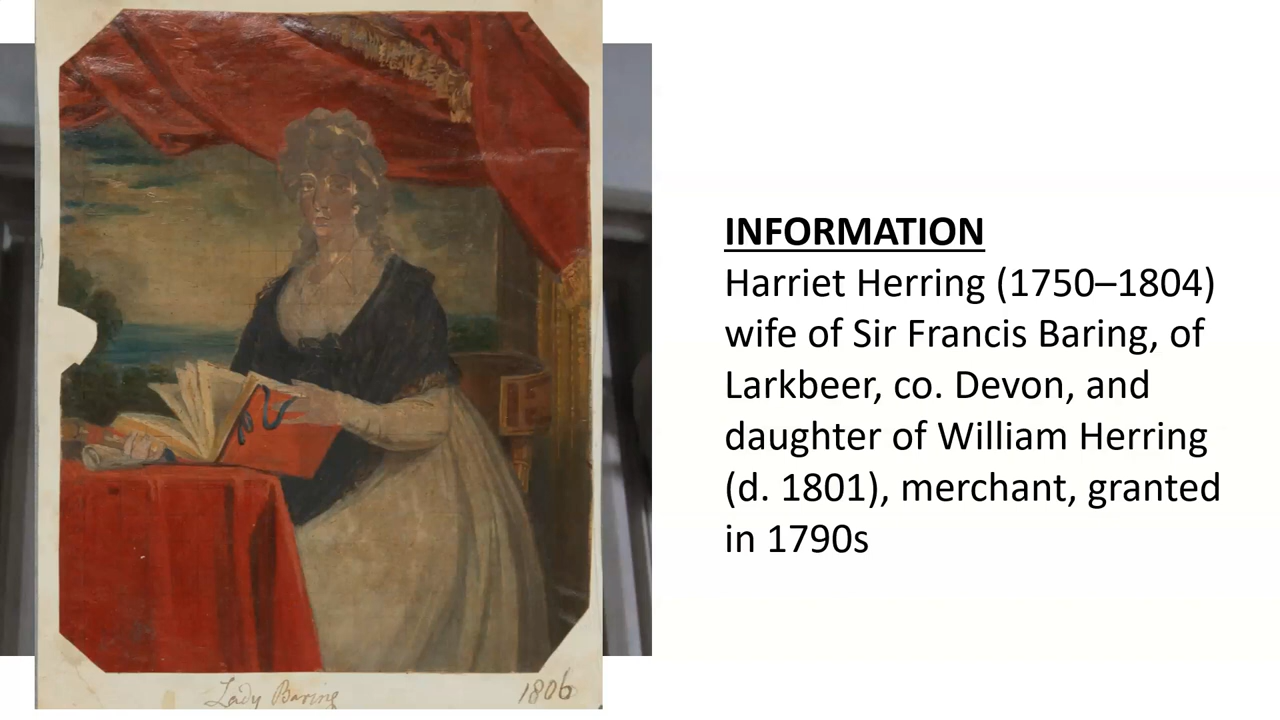 INFORMATION
Harriet Herring (1750–1804)
wife of Sir Francis Baring, of
Larkbeer, co. Devon, and
daughter of William Herring
(d. 1801), merchant, granted
in 1790s
Lady Baring 1806